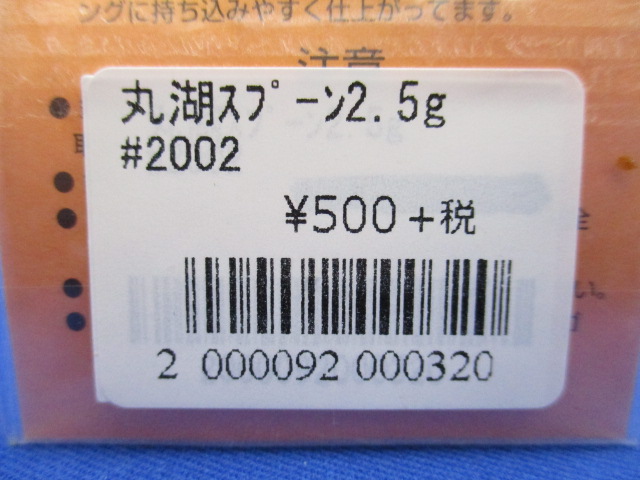 ングに持ち込みやすく仕上がってます。
注意
丸湖ｽﾌﾟｰﾝ2.5g
#2002
¥500+税
2 000092 000320